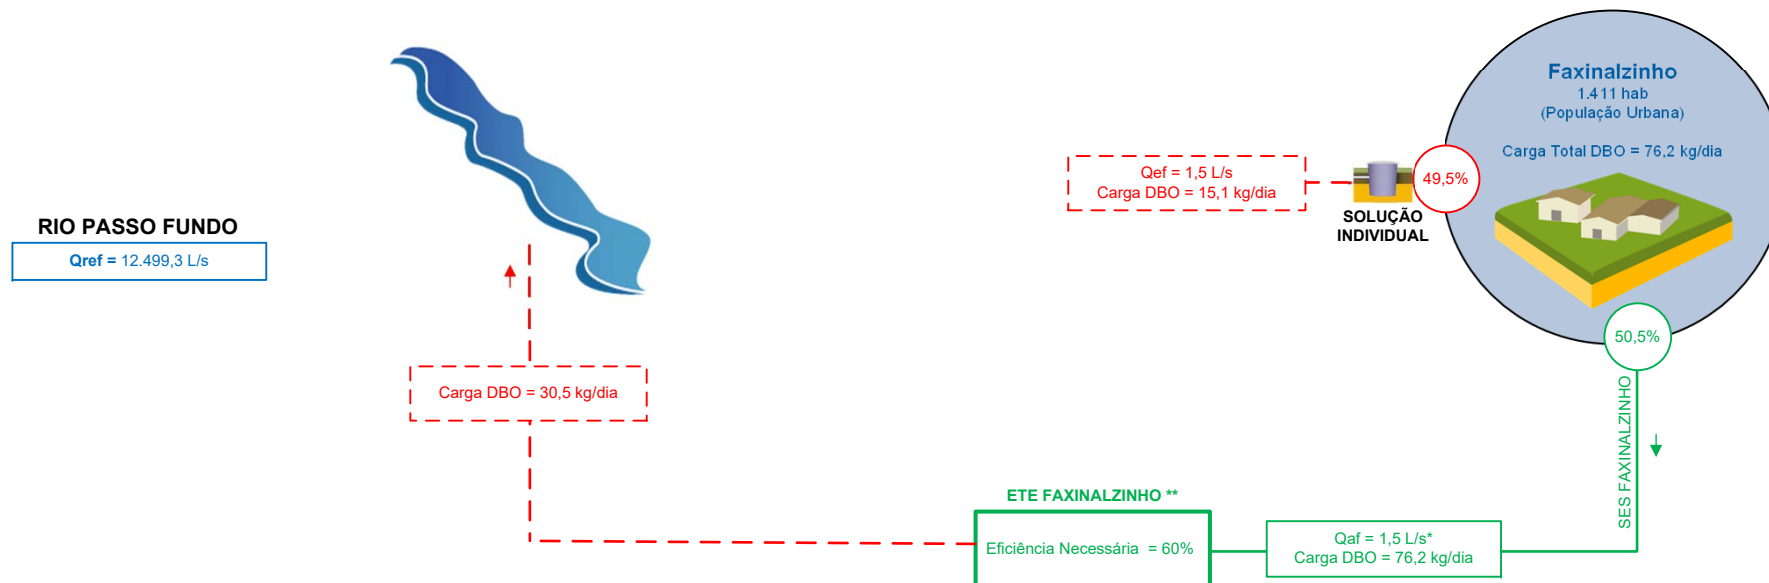 Faxinalzinho
1.411 hab
(População Urbana)
Carga Total DBO = 76,2 kg/dia
Qef = 1,5 L/s
Carga DBO = 15,1 kg/dia
49,5%
SOLUÇÃO
INDIVIDUAL
RIO PASSO FUNDO
Qref = 12.499,3 L/s
50,5%
Carga DBO = 30,5 kg/dia
SES FAXINALZINHO
ETE FAXINALZINHO **
Eficiência Necessária = 60%
Qaf = 1,5 L/s*
Carga DBO = 76,2 kg/dia